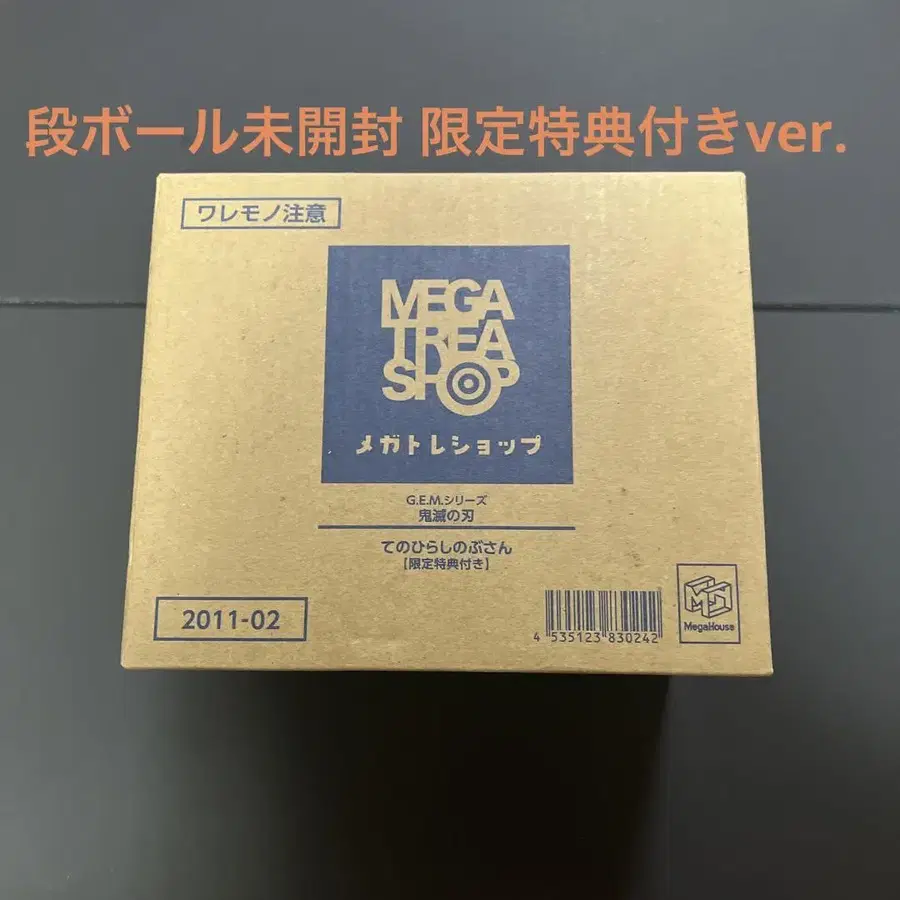 段ボール未開封 限定特典付きver.
ワレモノ注意
MEGA
TREA
SHOP
メガトレショップ
G.E.M.シリーズ
鬼滅の刃
てのひらしのぶさん
【限定特典付き】
2011-02
4 535123 830242
MegaHouse